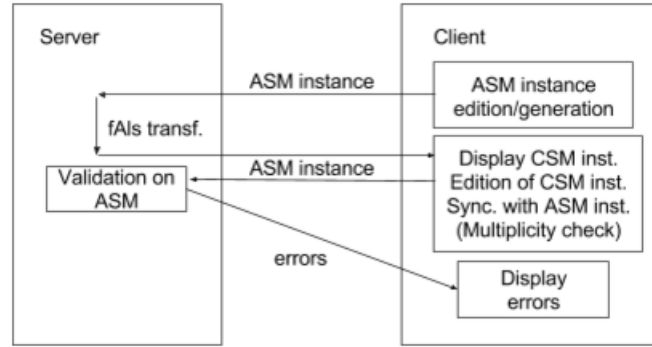 Server
Client
ASM instance
ASM instance
edition/generation
fAIs transf.
ASM instance
Validation on
ASM
Display CSM inst.
Edition of CSM inst.
Sync. with ASM inst.
(Multiplicity check)
errors
Display
errors